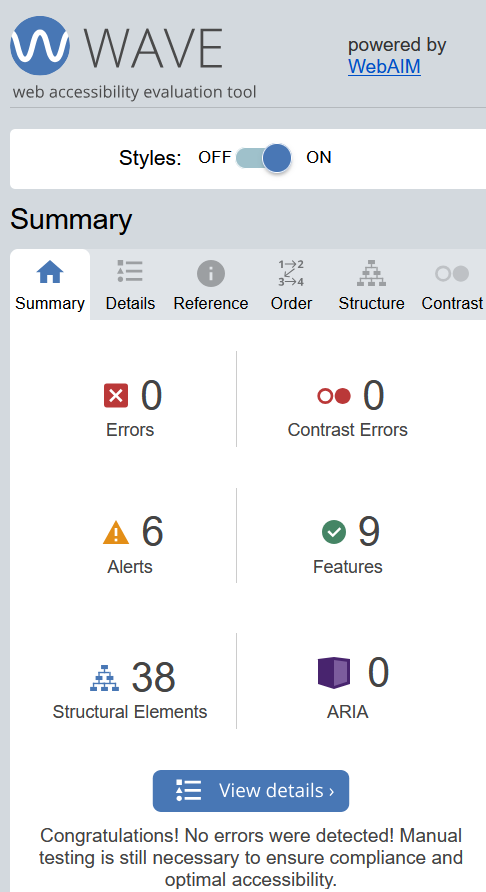 WAVE
powered by
WebAIM
web accessibility evaluation tool
Styles: OFF ON
Summary
1 2
3 4
Summary Details Reference Order Structure Contrast
0 0
Errors Contrast Errors
6 9
Alerts Features
38 0
Structural Elements ARIA
View details ›
Congratulations! No errors were detected! Manual
testing is still necessary to ensure compliance and
optimal accessibility.